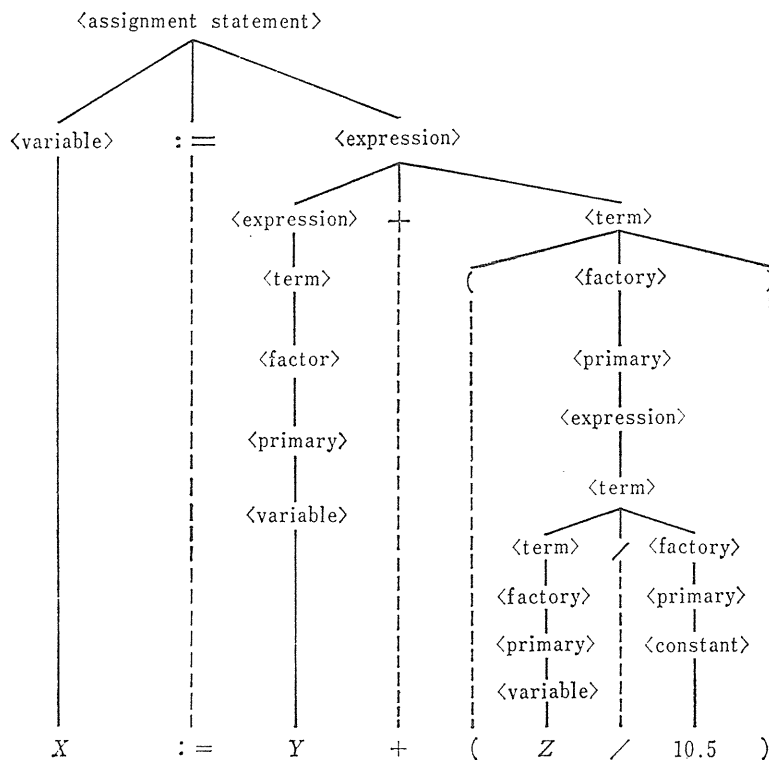 〈assignment statement〉
〈variable〉 := 〈expression〉
〈expression〉 + 〈term〉
〈term〉 ( 〈factory〉 )
〈factor〉 〈primary〉
〈expression〉
〈primary〉
〈term〉
〈variable〉
〈term〉 / 〈factory〉
〈factory〉 〈primary〉
〈primary〉 〈constant〉
〈variable〉
X := Y + ( Z / 10.5 )